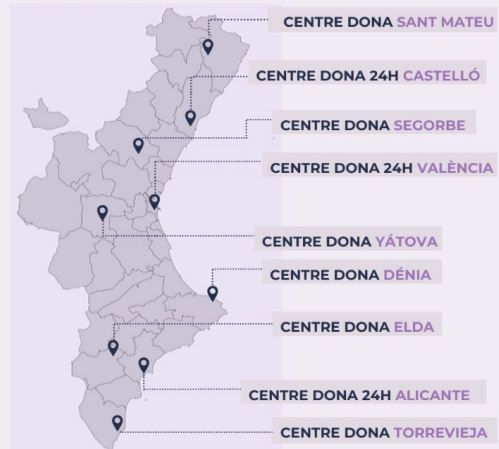 CENTRE DONA SANT MATEU
CENTRE DONA 24H CASTELLÓ
CENTRE DONA SEGORBE
CENTRE DONA 24H VALÈNCIA
CENTRE DONA YÁTOVA
CENTRE DONA DÉNIA
CENTRE DONA ELDA
CENTRE DONA 24H ALICANTE
CENTRE DONA TORREVIEJA